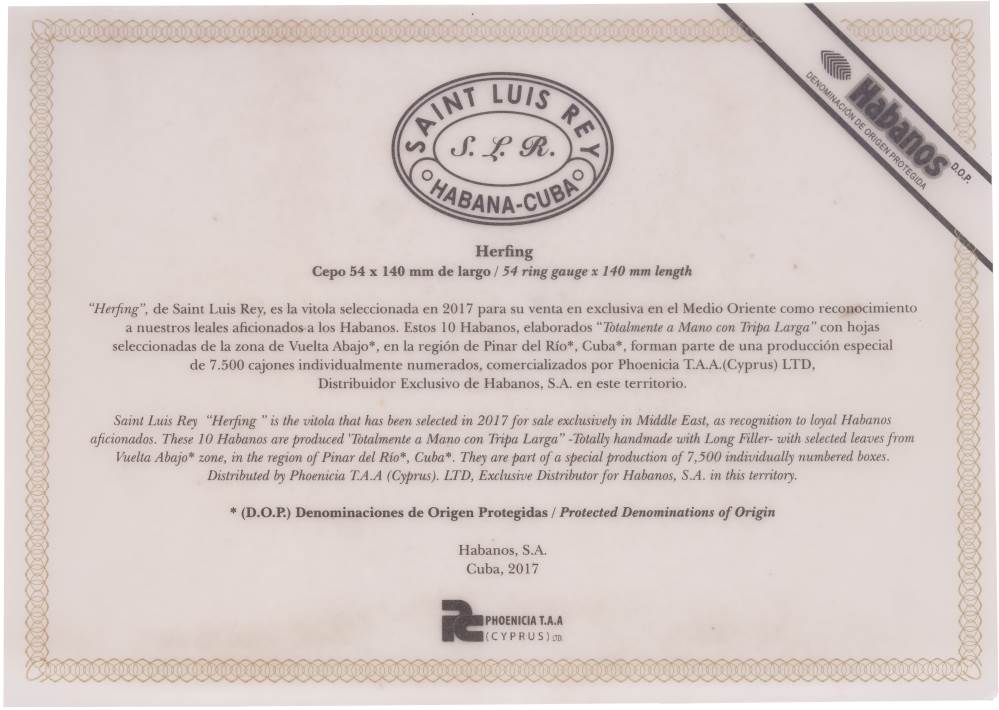 SAINT LUIS REY
S. L. R.
HABANA-CUBA
Habanos
D.O.P.
DENOMINACIÓN DE ORIGEN PROTEGIDA
Herfing
Cepo 54 x 140 mm de largo / 54 ring gauge x 140 mm length
"Herfing", de Saint Luis Rey, es la vitola seleccionada en 2017 para su venta en exclusiva en el Medio Oriente como reconocimiento
a nuestros leales aficionados a los Habanos. Estos 10 Habanos, elaborados "Totalmente a Mano con Tripa Larga" con hojas
seleccionadas de la zona de Vuelta Abajo*, en la región de Pinar del Río*, Cuba*, forman parte de una producción especial
de 7.500 cajones individualmente numerados, comercializados por Phoenicia T.A.A.(Cyprus) LTD,
Distribuidor Exclusivo de Habanos, S.A. en este territorio.
Saint Luis Rey "Herfing " is the vitola that has been selected in 2017 for sale exclusively in Middle East, as recognition to loyal Habanos
aficionados. These 10 Habanos are produced 'Totalmente a Mano con Tripa Larga" -Totally handmade with Long Filler- with selected leaves from
Vuelta Abajo* zone, in the region of Pinar del Río*, Cuba*. They are part of a special production of 7,500 individually numbered boxes.
Distributed by Phoenicia T.A.A (Cyprus). LTD, Exclusive Distributor for Habanos, S.A. in this territory.
* (D.O.P.) Denominaciones de Origen Protegidas / Protected Denominations of Origin
Habanos, S.A.
Cuba, 2017
PHOENICIA T.A.A
(CYPRUS) LTD.